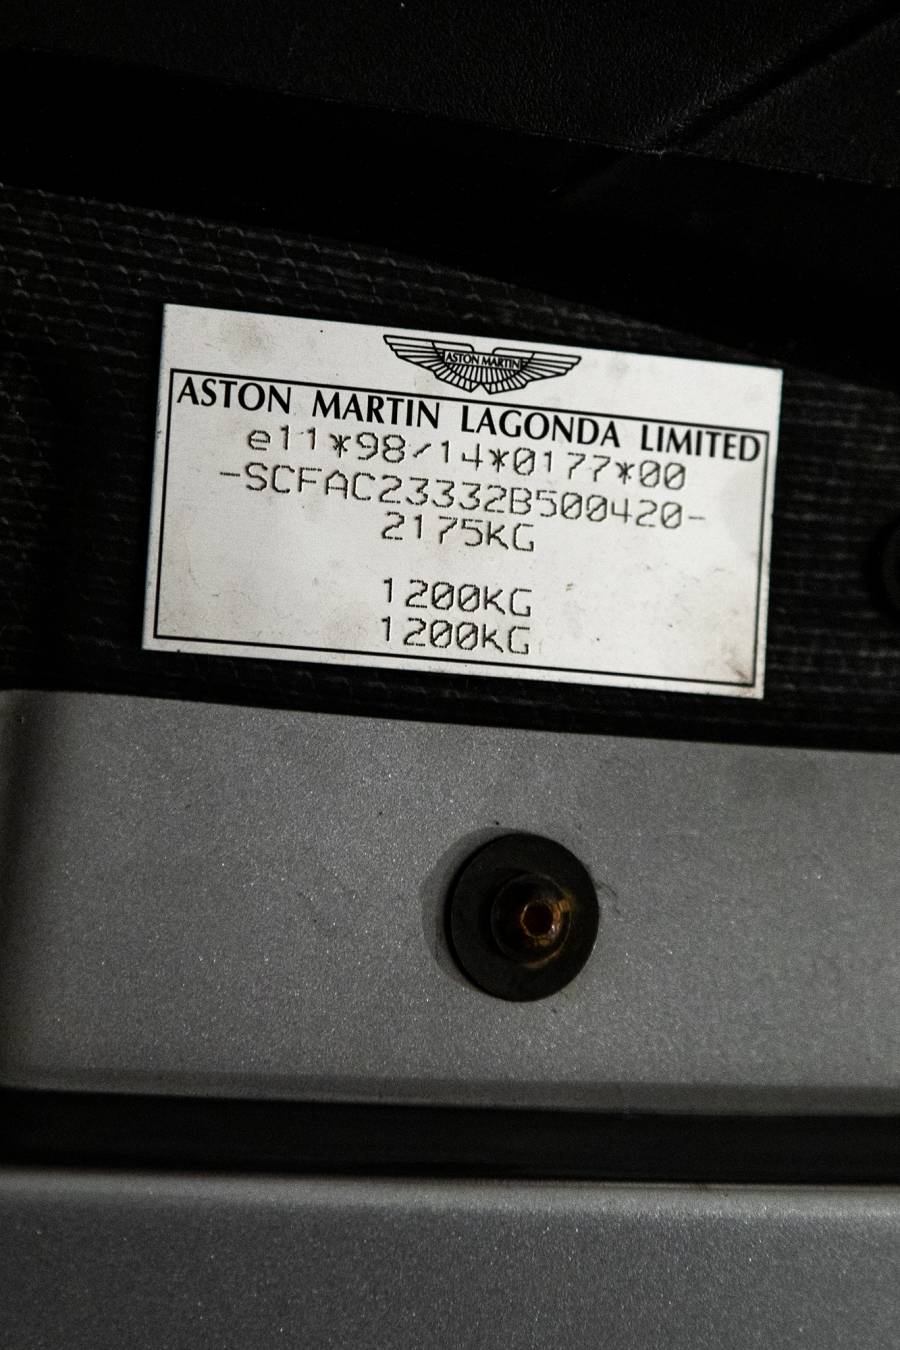 ASTON MARTIN
ASTON MARTIN LAGONDA LIMITED
e11*98/14*0177*00
-SCFAC23332B500420-
2175KG
1200KG
1200KG